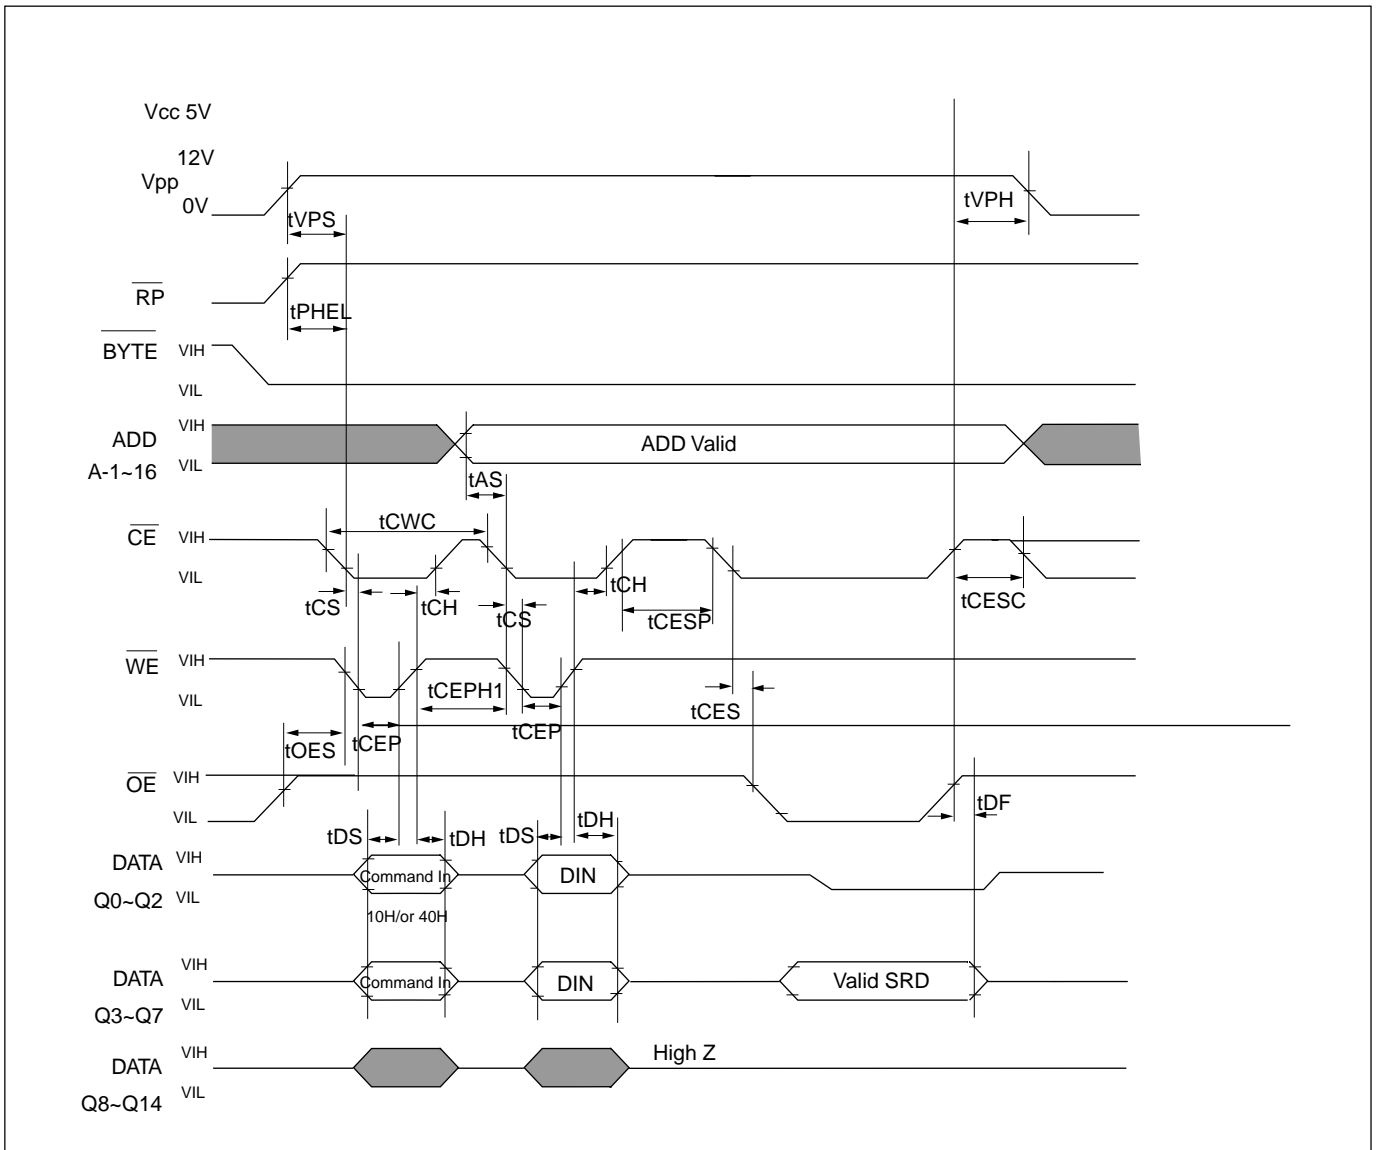 Vcc 5V
12V
Vpp
0V
tVPS
tVPH
RP
tPHEL
BYTE VIH
VIL
ADD VIH
ADD Valid
A-1~16 VIL
tAS
tCWC
CE VIH
VIL
tCS tCH tCS tCH tCESP tCESC
WE VIH
VIL
tCEPH1
tCES
tOES tCEP tCEP
OE VIH
VIL
tDF
tDS tDH tDS tDH
DATA VIH
Command In DIN
Q0~Q2 VIL
10H/or 40H
DATA VIH
Command In DIN Valid SRD
Q3~Q7 VIL
DATA VIH
High Z
Q8~Q14 VIL